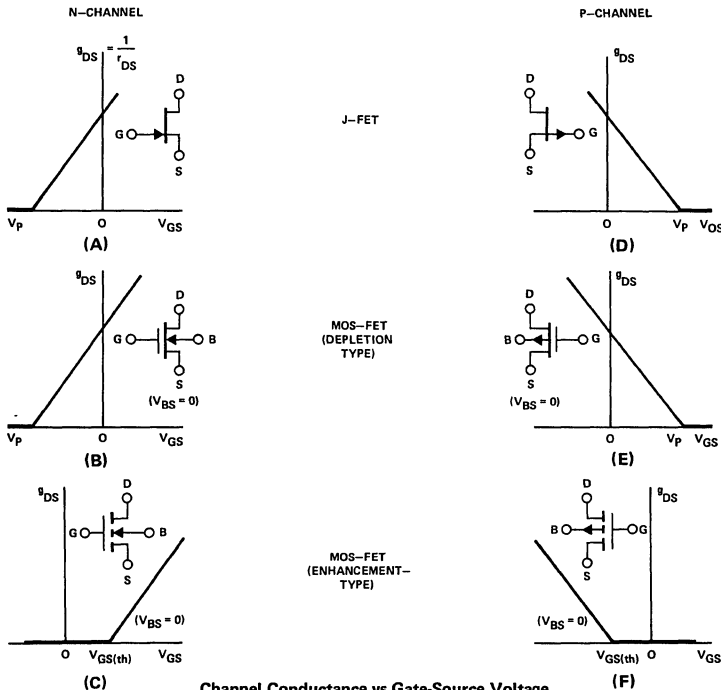 N–CHANNEL
P–CHANNEL
gDS = 1/rDS
D
G
S
VP
O
VGS
(A)
J–FET
gDS
D
G
S
O
VP
VOS
(D)
gDS
D
G
B
S
(VBS = 0)
VP
O
VGS
(B)
MOS–FET
(DEPLETION
TYPE)
gDS
D
B
G
S
(VBS = 0)
O
VP
VGS
(E)
gDS
D
G
B
S
(VBS = 0)
O
VGS(th)
VGS
(C)
MOS–FET
(ENHANCEMENT–
TYPE)
D
gDS
B
G
S
(VBS = 0)
VGS(th)
O
VGS
(F)
Channel Conductance vs Gate-Source Voltage